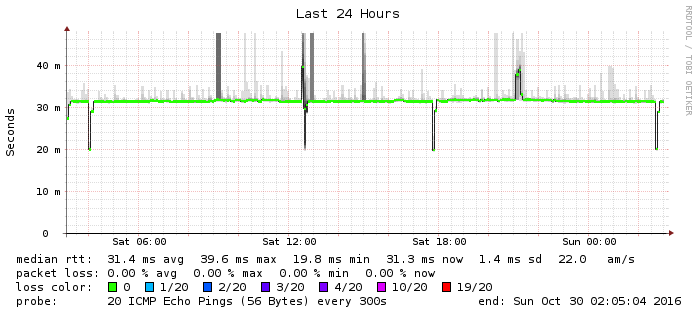 Last 24 Hours
RRDTOOL / TOBI OETIKER
Seconds
40 m
30 m
20 m
10 m
0
Sat 06:00 Sat 12:00 Sat 18:00 Sun 00:00
median rtt: 31.4 ms avg 39.6 ms max 19.8 ms min 31.3 ms now 1.4 ms sd 22.0 am/s
packet loss: 0.00 % avg 0.00 % max 0.00 % min 0.00 % now
loss color: 0 1/20 2/20 3/20 4/20 10/20 19/20
probe: 20 ICMP Echo Pings (56 Bytes) every 300s end: Sun Oct 30 02:05:04 2016